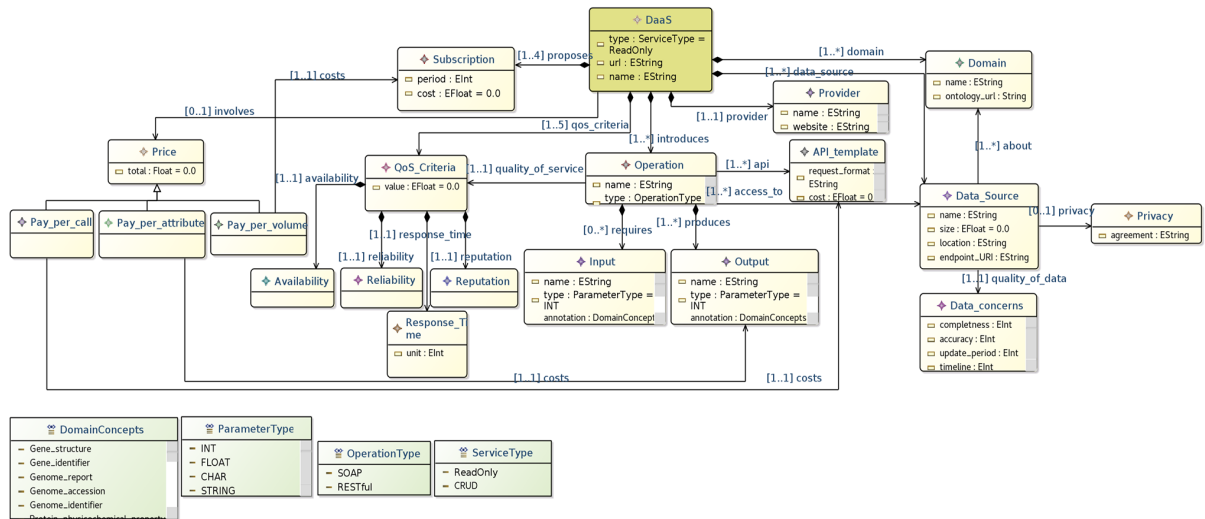 DaaS
type : ServiceType =
ReadOnly
url : EString
name : EString
[1..4] proposes
[1..*] domain
[1..*] data_source
Subscription
period : EInt
cost : EFloat = 0.0
[1..1] costs
Domain
name : EString
ontology_url : String
Provider
name : EString
website : EString
[1..1] provider
[0..1] involves
[1..5] qos_criteria
[1..*] introduces
Price
total : Float = 0.0
QoS_Criteria
value : EFloat = 0.0
[1..1] quality_of_service
Operation
name : EString
type : OperationType
[1..*] api
API_template
request_format
EString
cost : EFloat = 0
[1..*] about
[1..1] availability
[1..*] access_to
Data_Source
name : EString
size : EFloat = 0.0
location : EString
endpoint_URI : EString
[0..1] privacy
Privacy
agreement : EString
Pay_per_call
Pay_per_attribute
Pay_per_volume
[1..1] response_time
[1..1] reliability
[1..1] reputation
[0..*] requires
[1..*] produces
Availability
Reliability
Reputation
Input
name : EString
type : ParameterType =
INT
annotation : DomainConcept
Output
name : EString
type : ParameterType =
INT
annotation : DomainConcepts
[1..1] quality_of_data
Data_concerns
completness : EInt
accuracy : EInt
update_period : EInt
timeline : EInt
Response_Ti
me
unit : EInt
[1..1] costs
[1..1] costs
DomainConcepts
Gene_structure
Gene_identifier
Genome_report
Genome_accession
Genome_identifier
Protein_physicochemical_property
ParameterType
INT
FLOAT
CHAR
STRING
OperationType
SOAP
RESTful
ServiceType
ReadOnly
CRUD